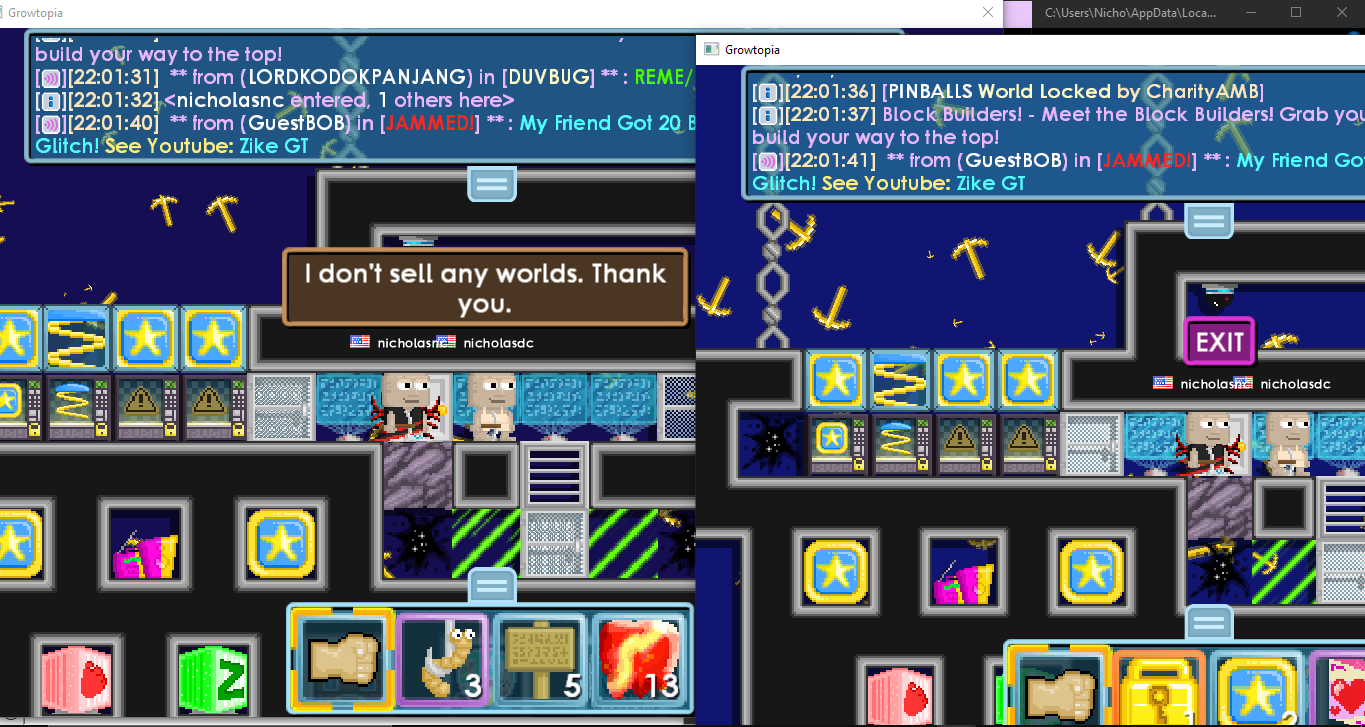 Growtopia
C:\Users\Nicho\AppData\Loca...
Growtopia
build your way to the top!
[22:01:31] ** from (LORDKODOKPANJANG) in [DUVBUG] ** : REME/
[22:01:32] <nicholasnc entered, 1 others here>
[22:01:40] ** from (GuestBOB) in [JAMMED!] ** : My Friend Got 20 B
Glitch! See Youtube: Zike GT
[22:01:36] [PINBALLS World Locked by CharityAMB]
[22:01:37] Block Builders! - Meet the Block Builders! Grab you
build your way to the top!
[22:01:41] ** from (GuestBOB) in [JAMMED!] ** : My Friend Got
Glitch! See Youtube: Zike GT
I don't sell any worlds. Thank
you.
EXIT
nicholasnc
nicholasdc
nicholasnc
nicholasdc
Z
3
5
13